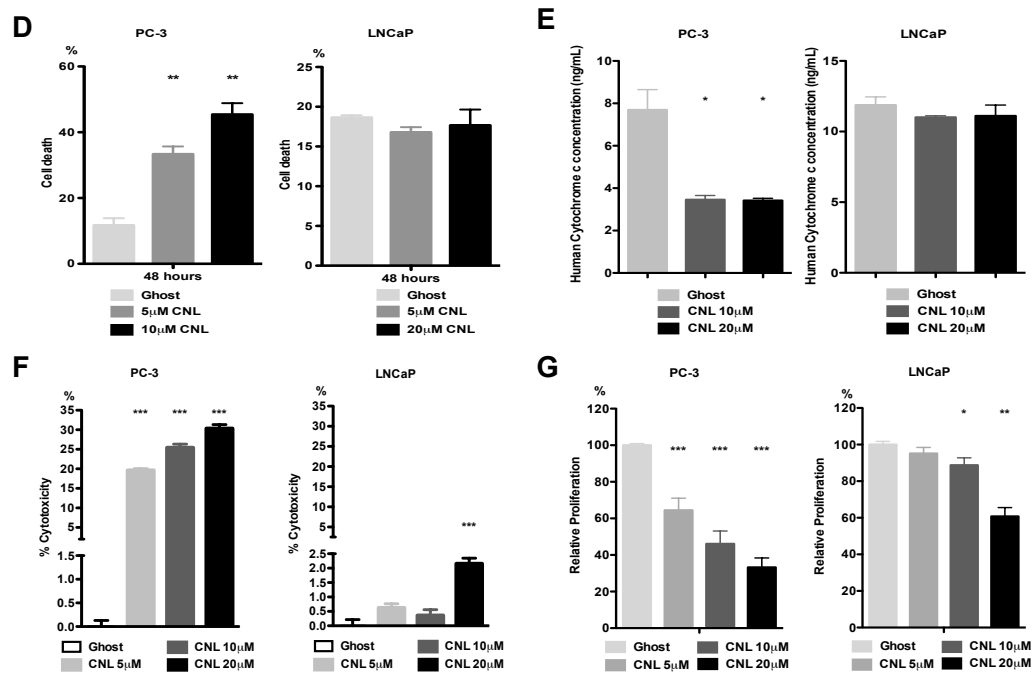 D
PC-3
%
60
40
20
0
Cell death
** **
48 hours
Ghost
5μM CNL
10μM CNL
LNCaP
%
25
20
15
10
5
0
Cell death
48 hours
Ghost
5μM CNL
20μM CNL
E
PC-3
Human Cytochrome c concentration (ng/mL)
10
8
6
4
2
0
* *
Ghost
CNL 10μM
CNL 20μM
LNCaP
Human Cytochrome c concentration (ng/mL)
15
10
5
0
Ghost
CNL 10μM
CNL 20μM
F
PC-3
%
% Cytotoxicity
35
30
25
20
15
10
5
1.5
1.0
0.5
0.0
*** *** ***
Ghost CNL 10μM
CNL 5μM CNL 20μM
LNCaP
%
% Cytotoxicity
35
30
25
20
15
10
5
2.5
2.0
1.5
1.0
0.5
0.0
***
Ghost CNL 10μM
CNL 5μM CNL 20μM
G
PC-3
%
Relative Proliferation
120
100
80
60
40
20
0
*** *** ***
Ghost CNL 10μM
CNL 5μM CNL 20μM
LNCaP
%
Relative Proliferation
120
100
80
60
40
20
0
* **
Ghost CNL 10μM
CNL 5μM CNL 20μM